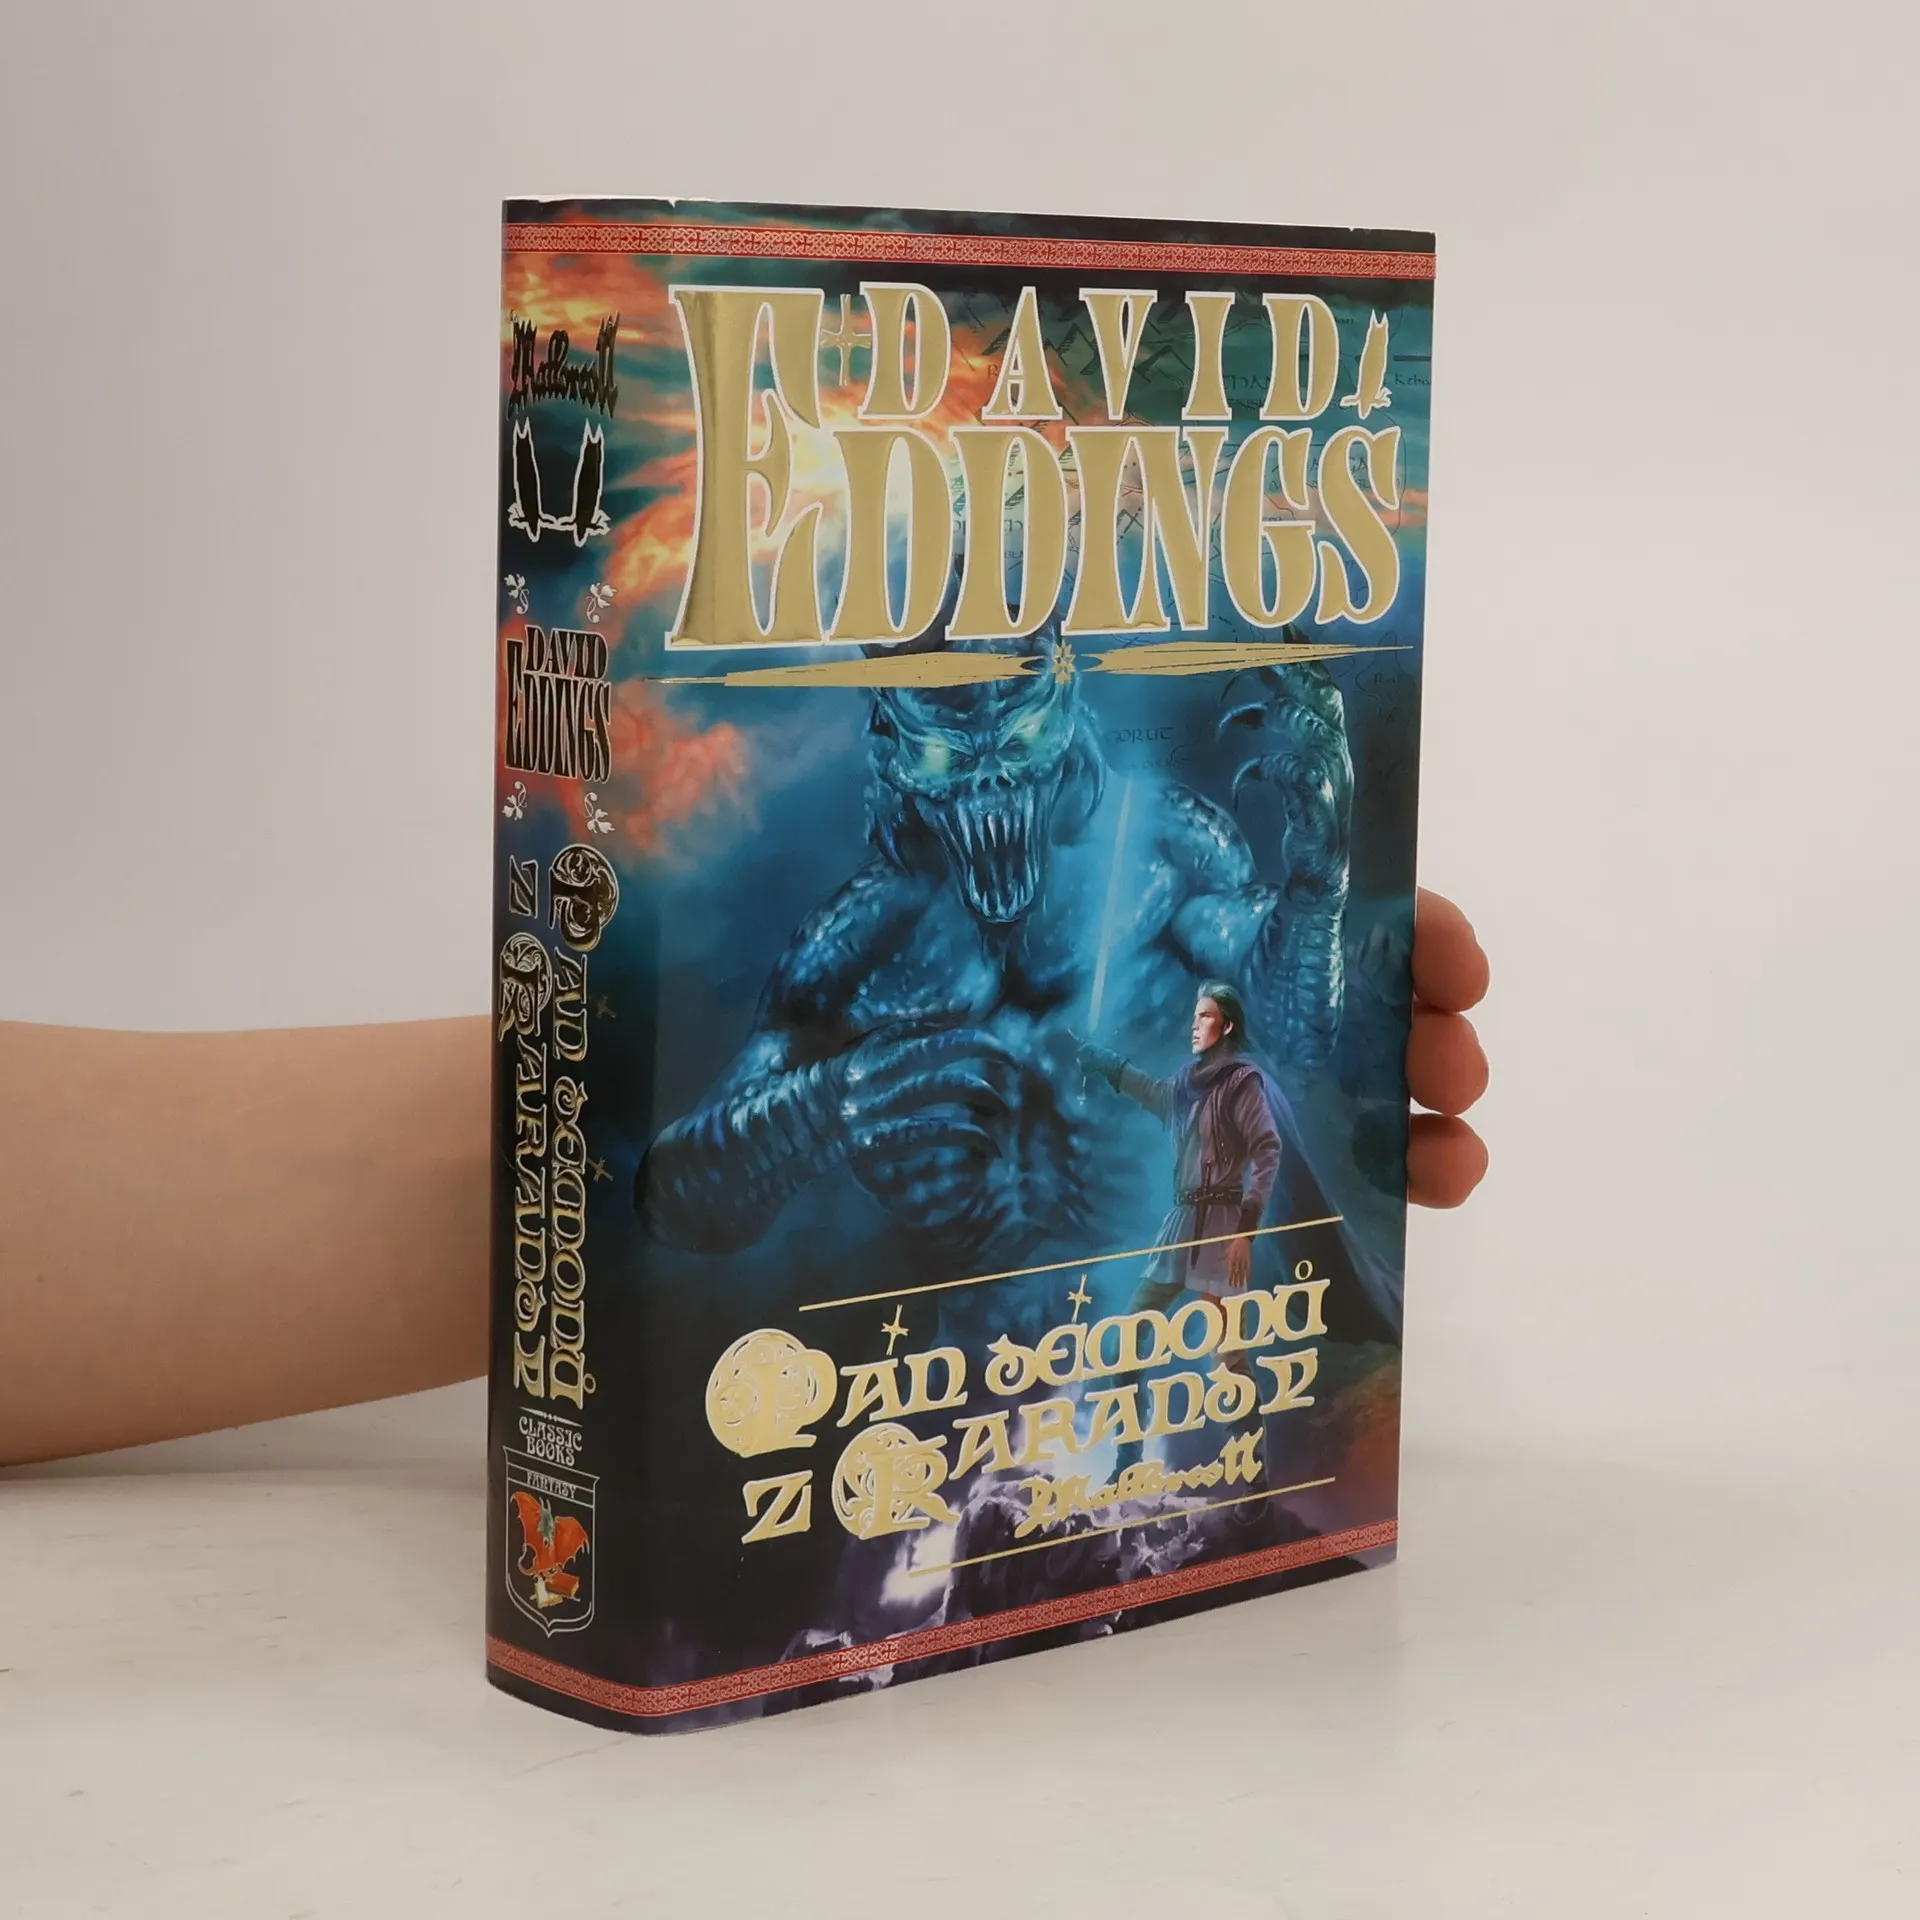 Malloreon
DAVID
EDDINGS
PÁN DÉMONŮ
Z KARANDY
CLASSIC
BOOKS
FANTASY
DAVID
EDDINGS
PÁN DÉMONŮ
Z KARANDY
Malloreon